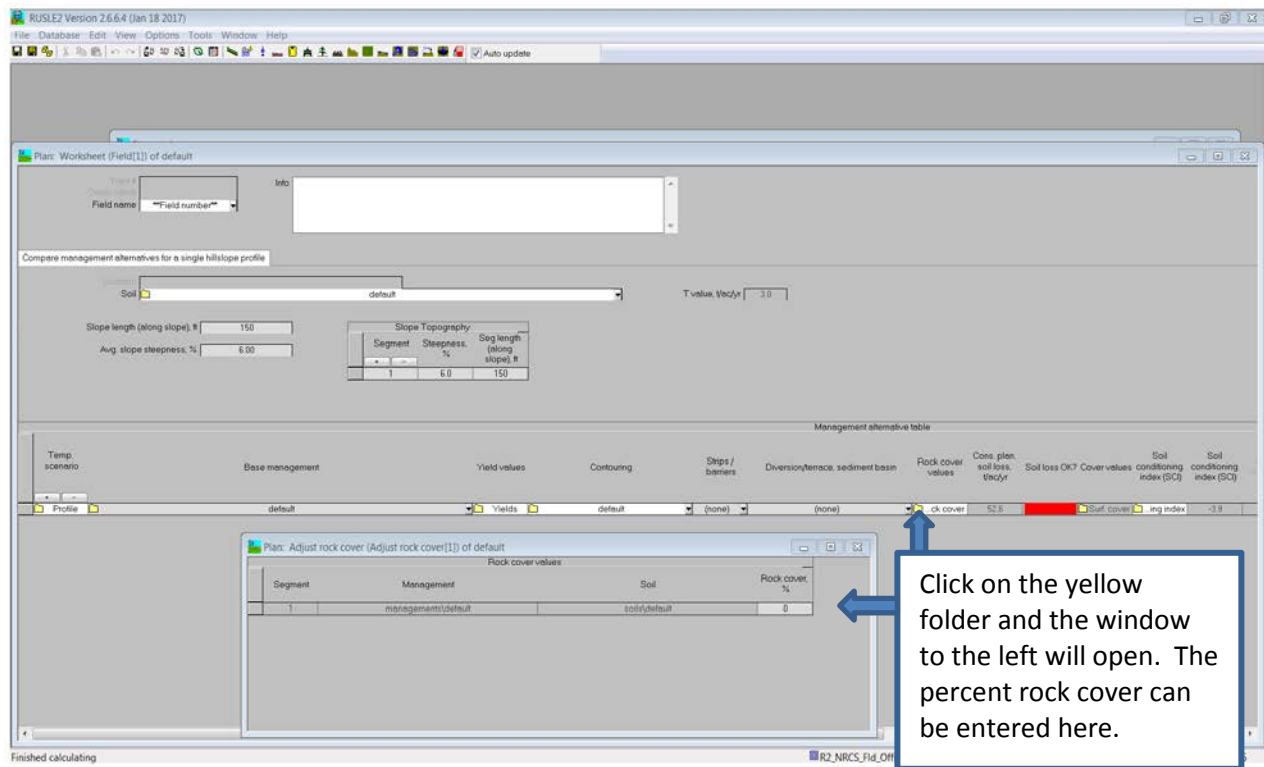 RUSLE2 Version 2.6.6.4 (Jan 18 2017)
File Database Edit View Options Tools Window Help
Auto update
Plan: Worksheet (Field[1]) of default
Info
Field name **Field number**
Compare management alternatives for a single hillslope profile
Soil default T value, t/ac/yr 3.0
Slope length (along slope), ft 150
Avg. slope steepness, % 6.00
Slope Topography
Segment Steepness, % Seg length (along slope), ft
+ -
1 6.0 150
Management alternative table
Temp. scenario Base management Yield values Contouring Strips / barriers Diversion/terrace, sediment basin Rock cover values Cons. plan. soil loss, t/ac/yr Soil loss OK? Cover values Soil conditioning index (SCI) Soil conditioning index (SCI)
+ -
Profile default Yields default (none) (none) ...ck cover 52.6 Surf. cover ...ing index -3.9
Plan: Adjust rock cover (Adjust rock cover[1]) of default
Rock cover values
Segment Management Soil Rock cover, %
1 managements\default soils\default 0
Click on the yellow
folder and the window
to the left will open. The
percent rock cover can
be entered here.
Finished calculating R2_NRCS_Fld_Off